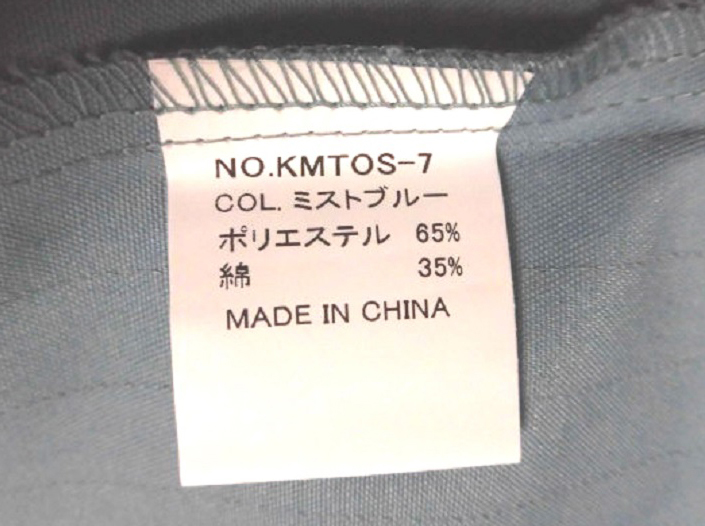 NO.KMTOS-7
COL. ミストブルー
ポリエステル 65%
綿 35%
MADE IN CHINA